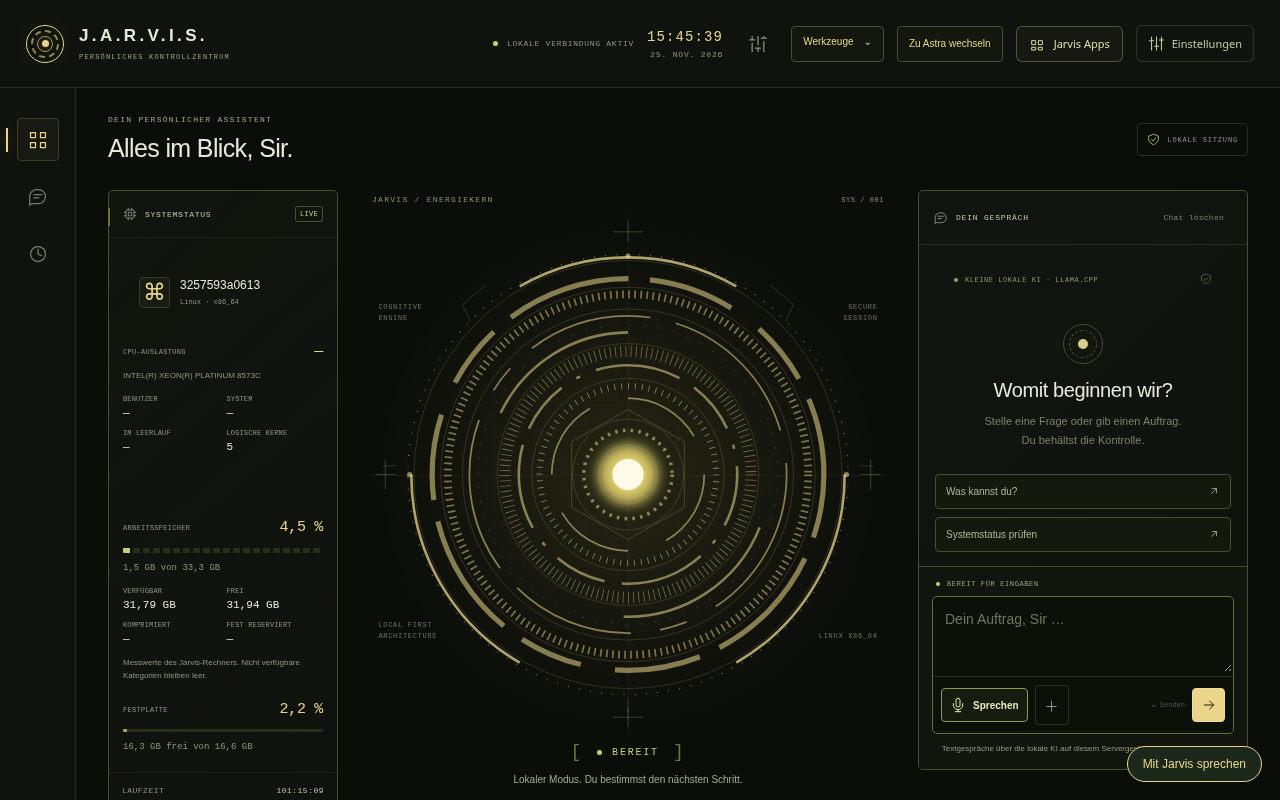 J.A.R.V.I.S.
PERSÖNLICHES KONTROLLZENTRUM
LOKALE VERBINDUNG AKTIV
15:45:39
25. NOV. 2026
Werkzeuge
Zu Astra wechseln
Jarvis Apps
Einstellungen
DEIN PERSÖNLICHER ASSISTENT
Alles im Blick, Sir.
LOKALE SITZUNG
SYSTEMSTATUS
LIVE
3257593a0613
Linux · x86_64
CPU-AUSLASTUNG —
INTEL(R) XEON(R) PLATINUM 8573C
BENUTZER SYSTEM
— —
IM LEERLAUF LOGISCHE KERNE
— 5
ARBEITSSPEICHER 4,5 %
1,5 GB von 33,3 GB
VERFÜGBAR FREI
31,79 GB 31,94 GB
KOMPRIMIERT FEST RESERVIERT
— —
Messwerte des Jarvis-Rechners. Nicht verfügbare
Kategorien bleiben leer.
FESTPLATTE 2,2 %
16,3 GB frei von 16,6 GB
LAUFZEIT 101:15:09
JARVIS / ENERGIEKERN
SYS / 001
COGNITIVE
ENGINE
SECURE
SESSION
LOCAL FIRST
ARCHITECTURE
LINUX X86_64
[ BEREIT ]
Lokaler Modus. Du bestimmst den nächsten Schritt.
DEIN GESPRÄCH
Chat löschen
KLEINE LOKALE KI · LLAMA.CPP
Womit beginnen wir?
Stelle eine Frage oder gib einen Auftrag.
Du behältst die Kontrolle.
Was kannst du?
Systemstatus prüfen
BEREIT FÜR EINGABEN
Dein Auftrag, Sir …
Sprechen
↵ Senden
Textgespräche über die lokale KI auf diesem
Mit Jarvis sprechen